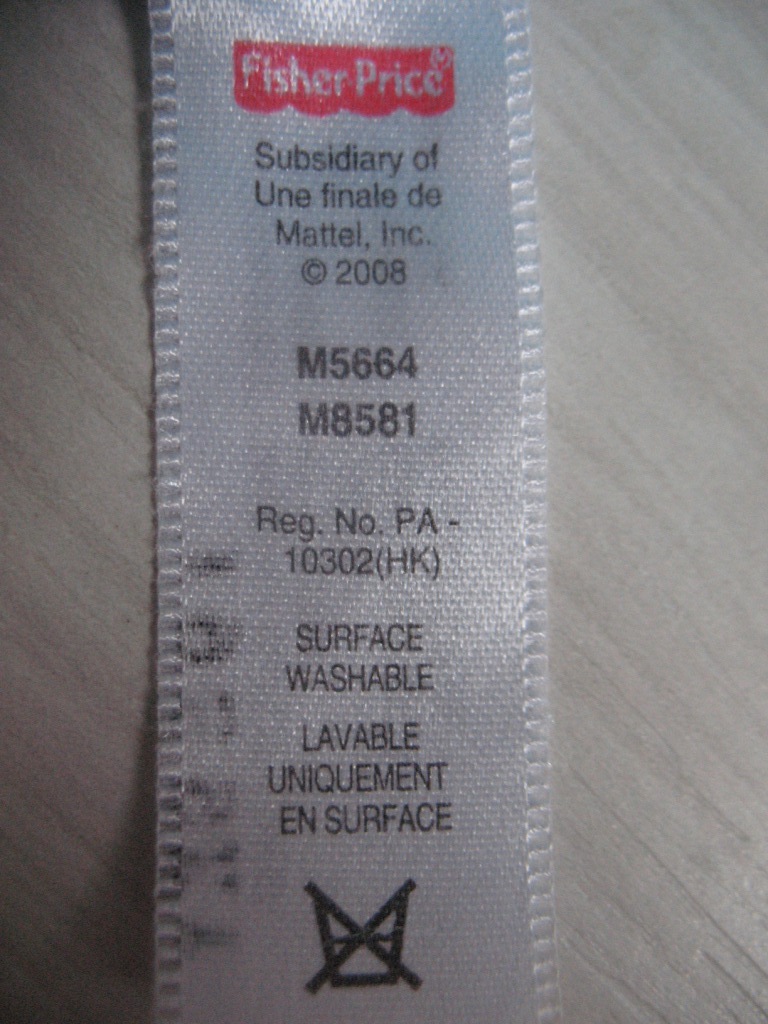 Fisher-Price®
Subsidiary of
Une finale de
Mattel, Inc.
© 2008
M5664
M8581
Reg. No. PA -
10302(HK)
SURFACE
WASHABLE
LAVABLE
UNIQUEMENT
EN SURFACE